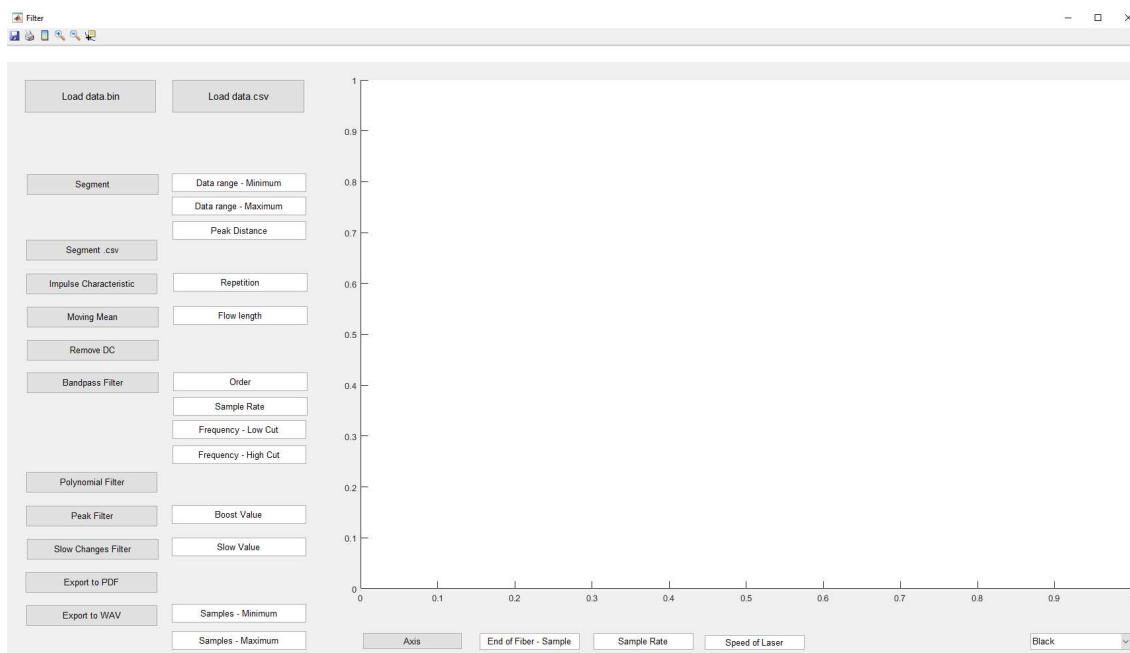 Filter
Load data.bin Load data.csv
Segment Data range - Minimum
Data range - Maximum
Peak Distance
Segment .csv
Impulse Characteristic Repetition
Moving Mean Flow length
Remove DC
Bandpass Filter Order
Sample Rate
Frequency - Low Cut
Frequency - High Cut
Polynomial Filter
Peak Filter Boost Value
Slow Changes Filter Slow Value
Export to PDF
Export to WAV Samples - Minimum
Samples - Maximum
1
0.9
0.8
0.7
0.6
0.5
0.4
0.3
0.2
0.1
0
0 0.1 0.2 0.3 0.4 0.5 0.6 0.7 0.8 0.9
Axis End of Fiber - Sample Sample Rate Speed of Laser Black